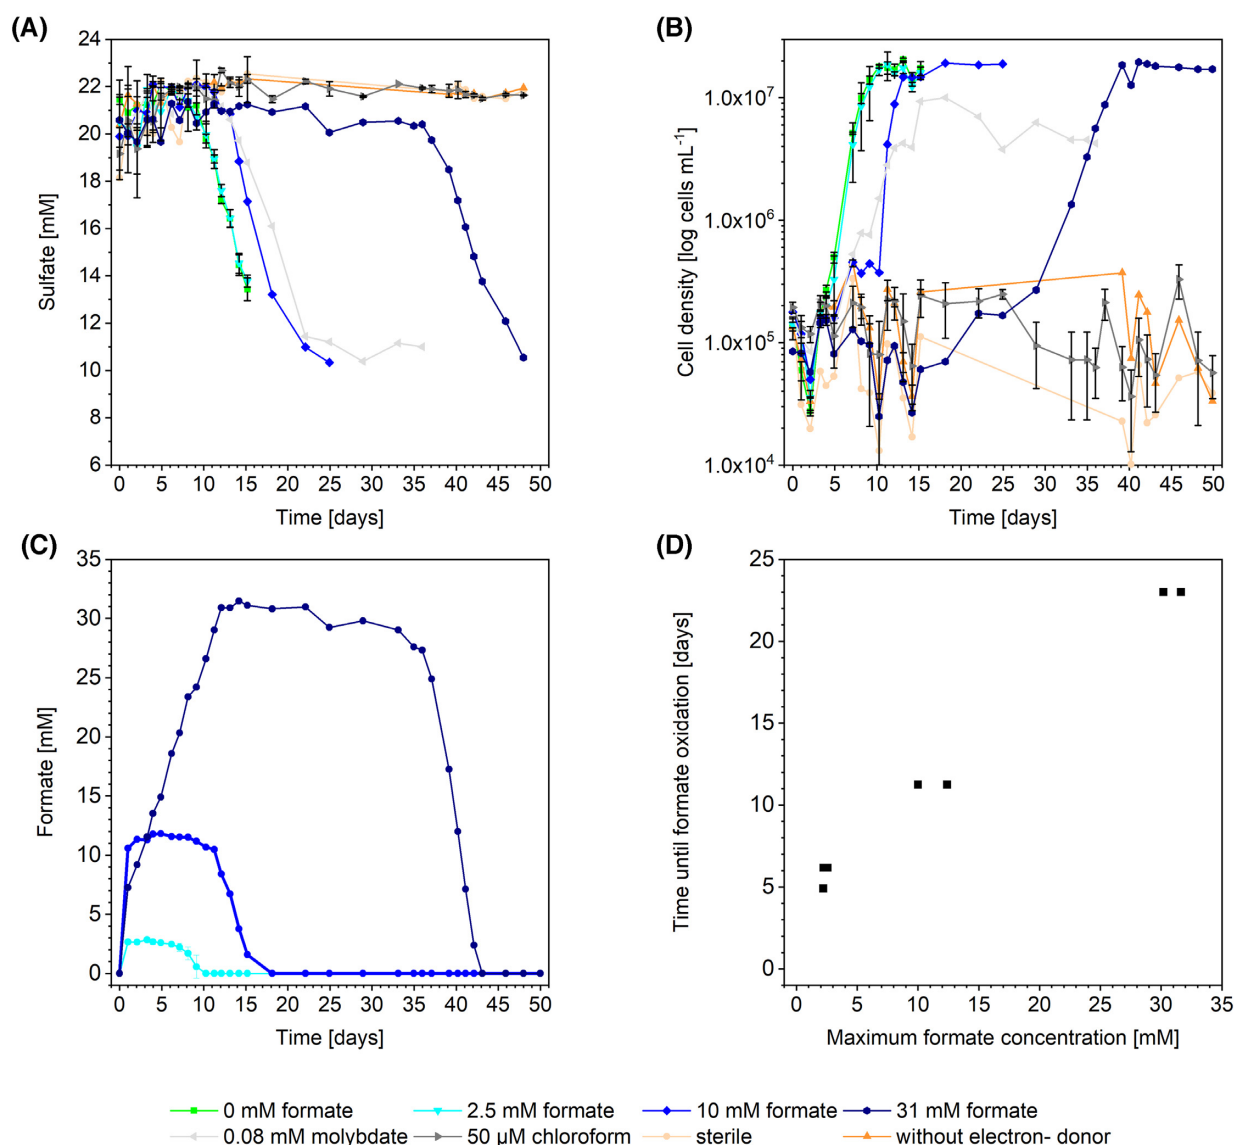 (A)
24
22
20
18
16
14
12
10
8
6
Sulfate [mM]
0 5 10 15 20 25 30 35 40 45 50
Time [days]
(B)
1.0x10⁷
1.0x10⁶
1.0x10⁵
1.0x10⁴
Cell density [log cells mL⁻¹]
0 5 10 15 20 25 30 35 40 45 50
Time [days]
(C)
35
30
25
20
15
10
5
0
Formate [mM]
0 5 10 15 20 25 30 35 40 45 50
Time [days]
(D)
25
20
15
10
5
0
Time until formate oxidation [days]
0 5 10 15 20 25 30 35
Maximum formate concentration [mM]
0 mM formate 2.5 mM formate 10 mM formate 31 mM formate
0.08 mM molybdate 50 µM chloroform sterile without electron- donor